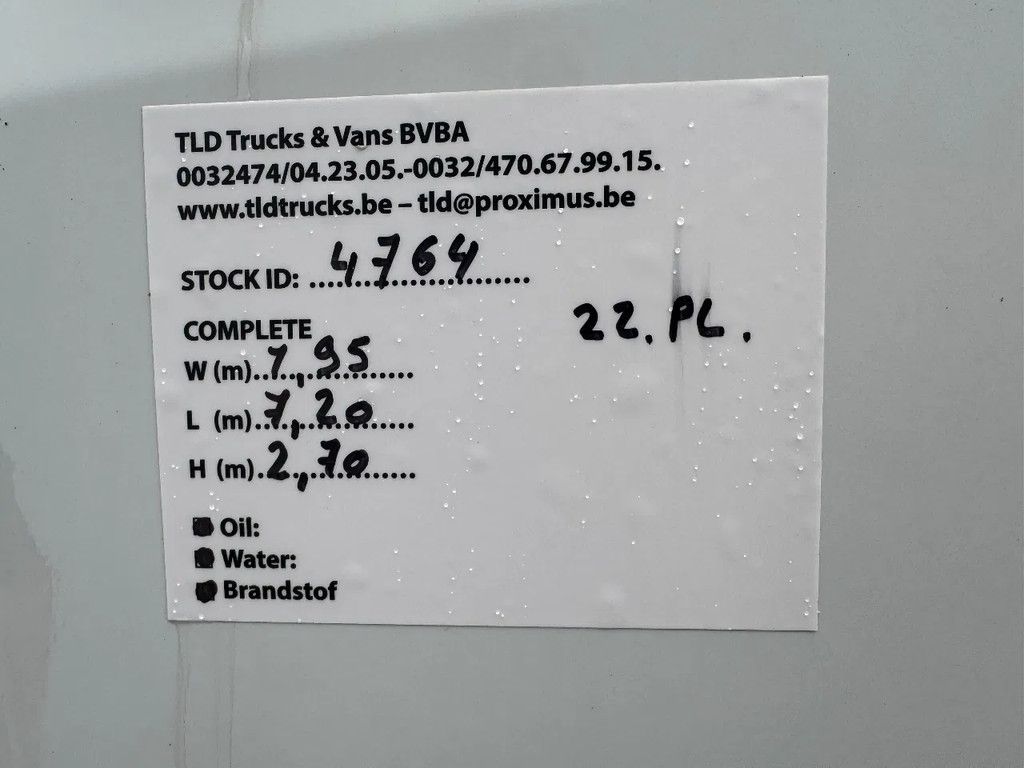 TLD Trucks & Vans BVBA
0032474/04.23.05.-0032/470.67.99.15.
www.tldtrucks.be – tld@proximus.be
STOCK ID: ....4764....
22. PL.
COMPLETE
W (m)..1,95....
L (m)..7,20....
H (m)..2,70....
Oil:
Water:
Brandstof